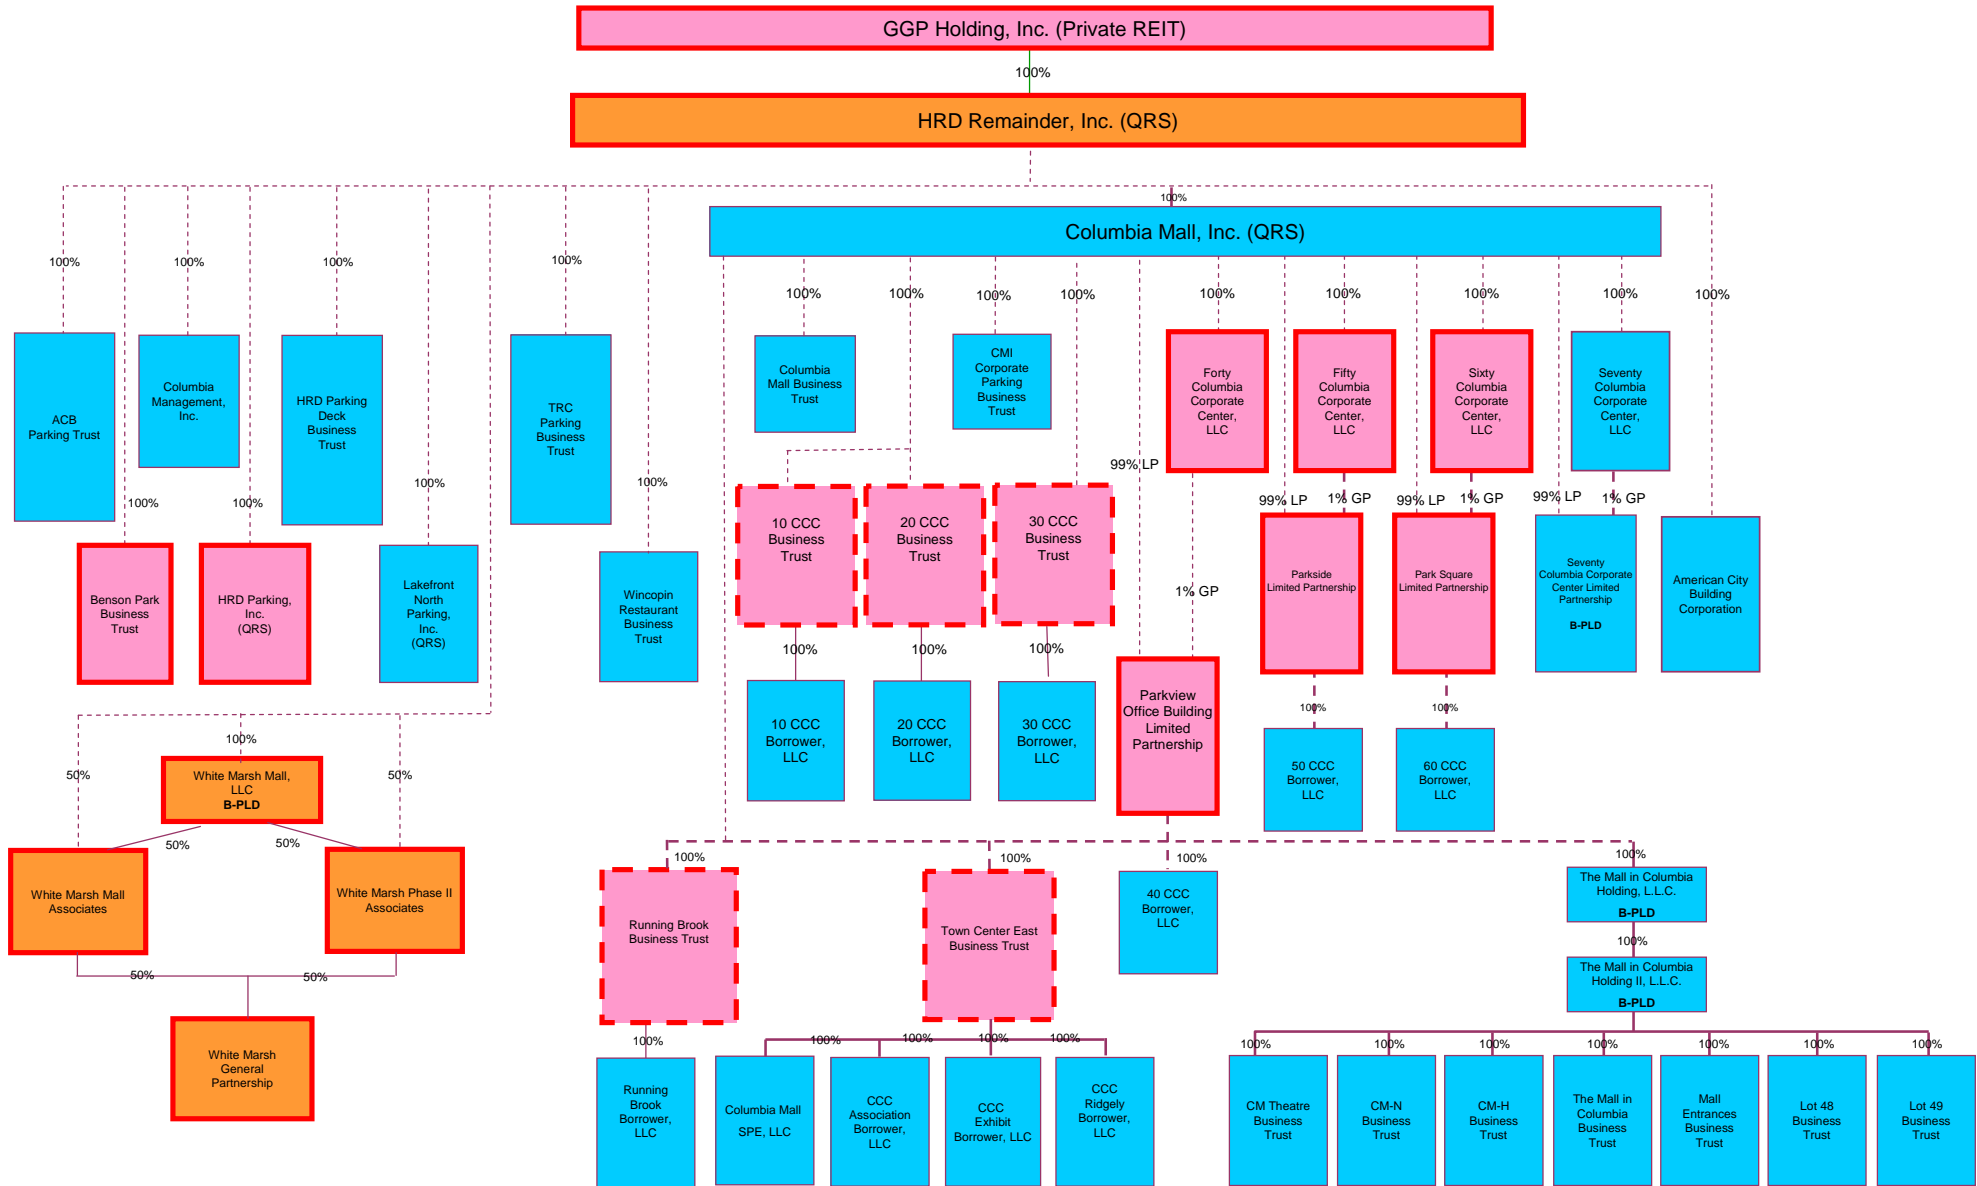 GGP Holding, Inc. (Private REIT)
100%
HRD Remainder, Inc. (QRS)
100%
Columbia Mall, Inc. (QRS)
100%
100%
100%
100%
100%
100%
100%
100%
100%
100%
100%
100%
100%
ACB
Parking Trust
Columbia
Management,
Inc.
HRD Parking
Deck
Business
Trust
TRC
Parking
Business
Trust
Columbia
Mall Business
Trust
CMI
Corporate
Parking
Business
Trust
Forty
Columbia
Corporate
Center,
LLC
Fifty
Columbia
Corporate
Center,
LLC
Sixty
Columbia
Corporate
Center,
LLC
Seventy
Columbia
Corporate
Center,
LLC
99% LP
100%
100%
100%
99% LP
1% GP
99% LP
1% GP
99% LP
1% GP
10 CCC
Business
Trust
20 CCC
Business
Trust
30 CCC
Business
Trust
1% GP
Benson Park
Business
Trust
HRD Parking,
Inc.
(QRS)
Lakefront
North
Parking,
Inc.
(QRS)
Wincopin
Restaurant
Business
Trust
Parkside
Limited Partnership
Park Square
Limited Partnership
Seventy
Columbia Corporate
Center Limited
Partnership
B-PLD
American City
Building
Corporation
100%
100%
100%
10 CCC
Borrower,
LLC
20 CCC
Borrower,
LLC
30 CCC
Borrower,
LLC
Parkview
Office Building
Limited
Partnership
100%
100%
50 CCC
Borrower,
LLC
60 CCC
Borrower,
LLC
100%
50%
50%
White Marsh Mall,
LLC
B-PLD
50%
50%
White Marsh Mall
Associates
White Marsh Phase II
Associates
50%
50%
White Marsh
General
Partnership
100%
100%
100%
100%
Running Brook
Business Trust
Town Center East
Business Trust
40 CCC
Borrower,
LLC
The Mall in Columbia
Holding, L.L.C.
B-PLD
100%
The Mall in Columbia
Holding II, L.L.C.
B-PLD
100%
100%
100%
100%
100%
100%
100%
100%
100%
100%
100%
100%
Running
Brook
Borrower,
LLC
Columbia Mall
SPE, LLC
CCC
Association
Borrower,
LLC
CCC
Exhibit
Borrower, LLC
CCC
Ridgely
Borrower,
LLC
CM Theatre
Business
Trust
CM-N
Business
Trust
CM-H
Business
Trust
The Mall in
Columbia
Business
Trust
Mall
Entrances
Business
Trust
Lot 48
Business
Trust
Lot 49
Business
Trust